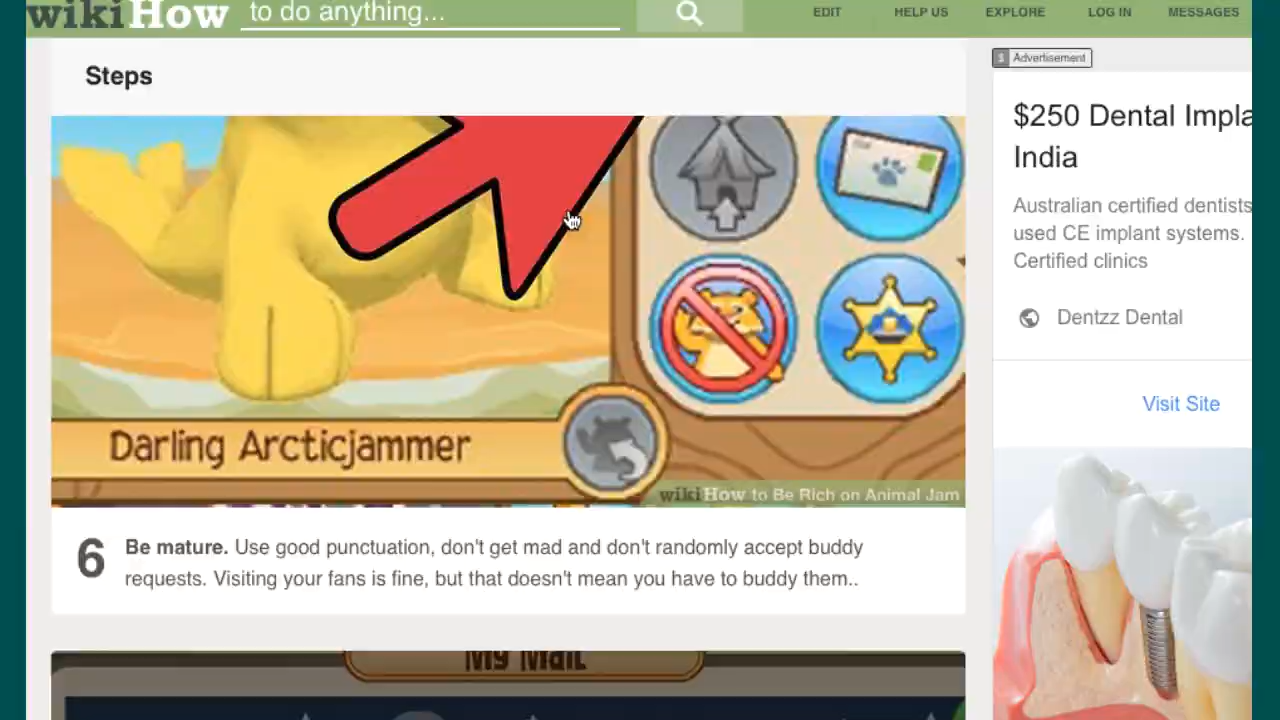 wikiHow to do anything... EDIT HELP US EXPLORE LOG IN MESSAGES
Steps
$ Advertisement
$250 Dental Impla
India
Australian certified dentists
used CE implant systems.
Certified clinics
Dentzz Dental
Visit Site
Darling Arcticjammer
wikiHow to Be Rich on Animal Jam
6 Be mature. Use good punctuation, don't get mad and don't randomly accept buddy
requests. Visiting your fans is fine, but that doesn't mean you have to buddy them..
My Mail